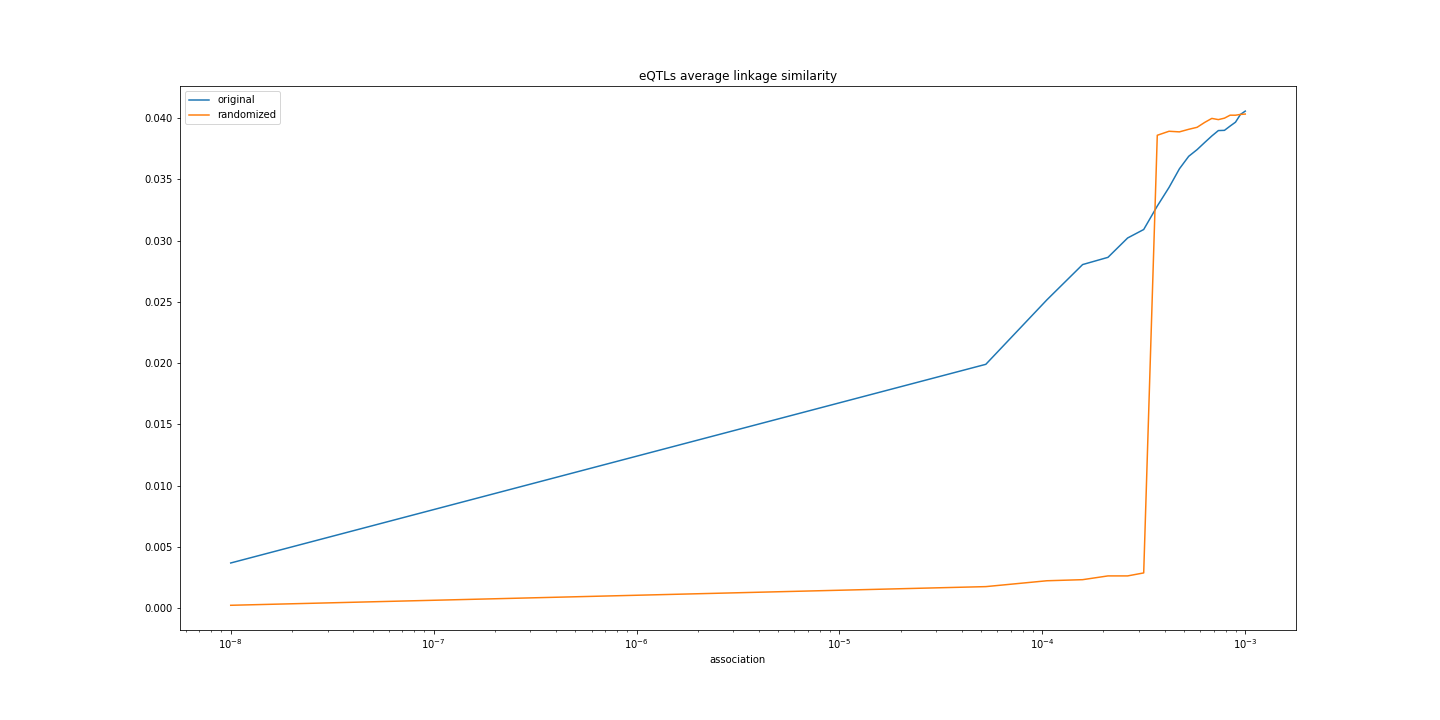 eQTLs average linkage similarity
original
randomized
0.040
0.035
0.030
0.025
0.020
0.015
0.010
0.005
0.000
10⁻⁸ 10⁻⁷ 10⁻⁶ 10⁻⁵ 10⁻⁴ 10⁻³
association